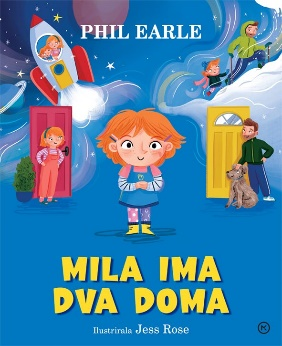 PHIL EARLE
MILA IMA
DVA DOMA
Ilustrirala Jess Rose
M